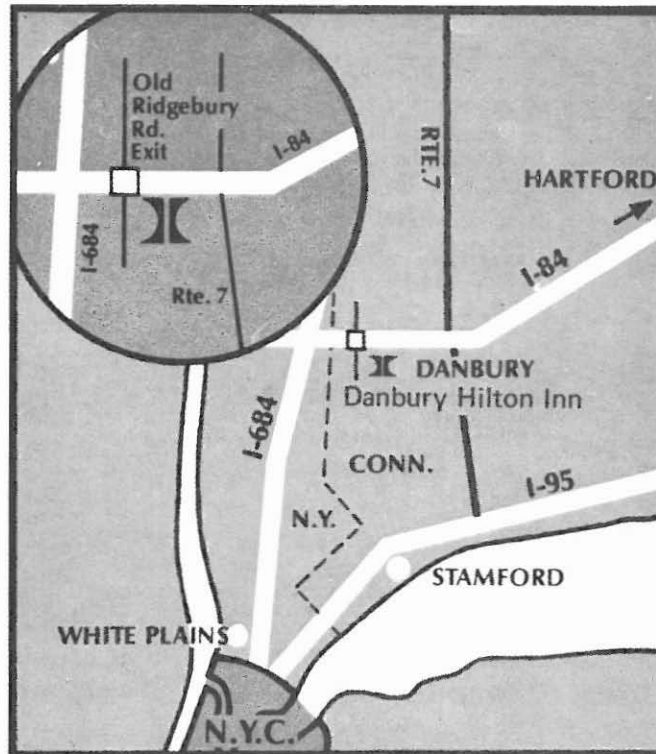 Old
Ridgebury
Rd.
Exit
I-84
I-684
Rte. 7
RTE.7
HARTFORD
I-84
DANBURY
Danbury Hilton Inn
I-684
CONN.
I-95
N.Y.
STAMFORD
WHITE PLAINS
N.Y.C.